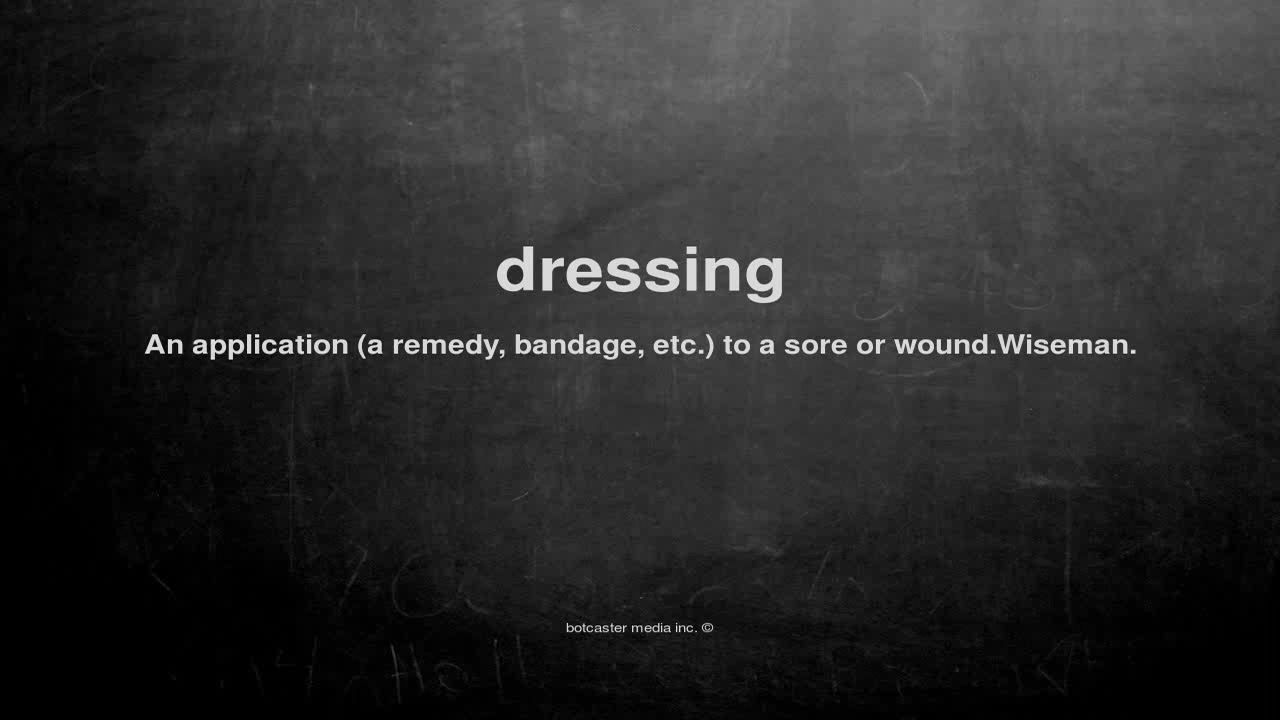 dressing
An application (a remedy, bandage, etc.) to a sore or wound.Wiseman.
botcaster media inc. ©